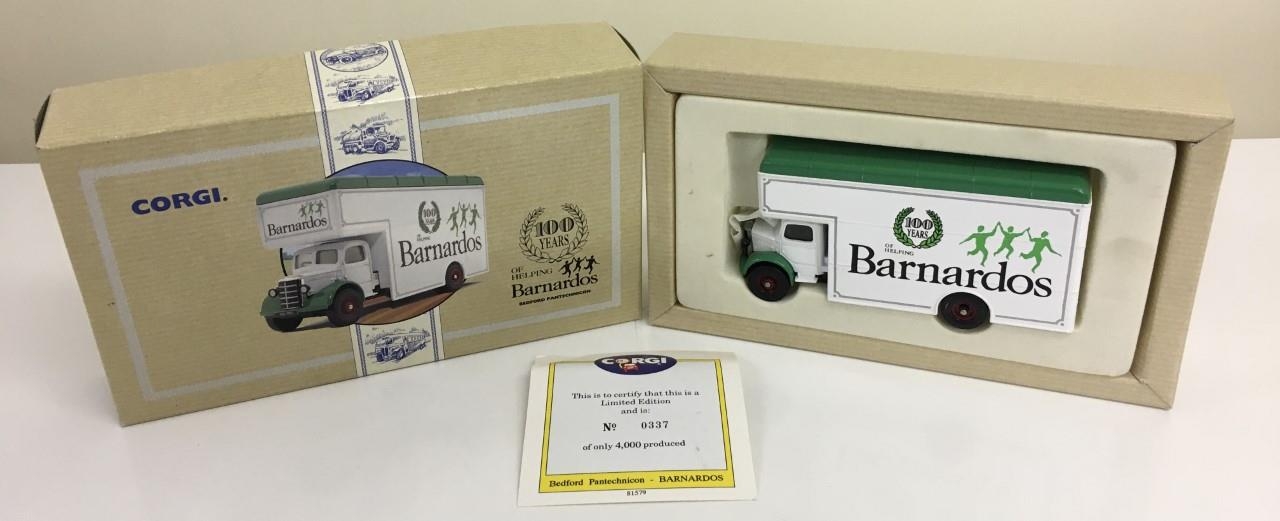 CORGI.
Barnardos
100
YEARS
OF
HELPING
Barnardos
100
YEARS
OF
HELPING
Barnardos
BEDFORD PANTECHNICON
100
YEARS
OF
HELPING
Barnardos
CORGI
This is to certify that this is a
Limited Edition
and is:
No 0337
of only 4,000 produced
Bedford Pantechnicon - BARNARDOS
81579